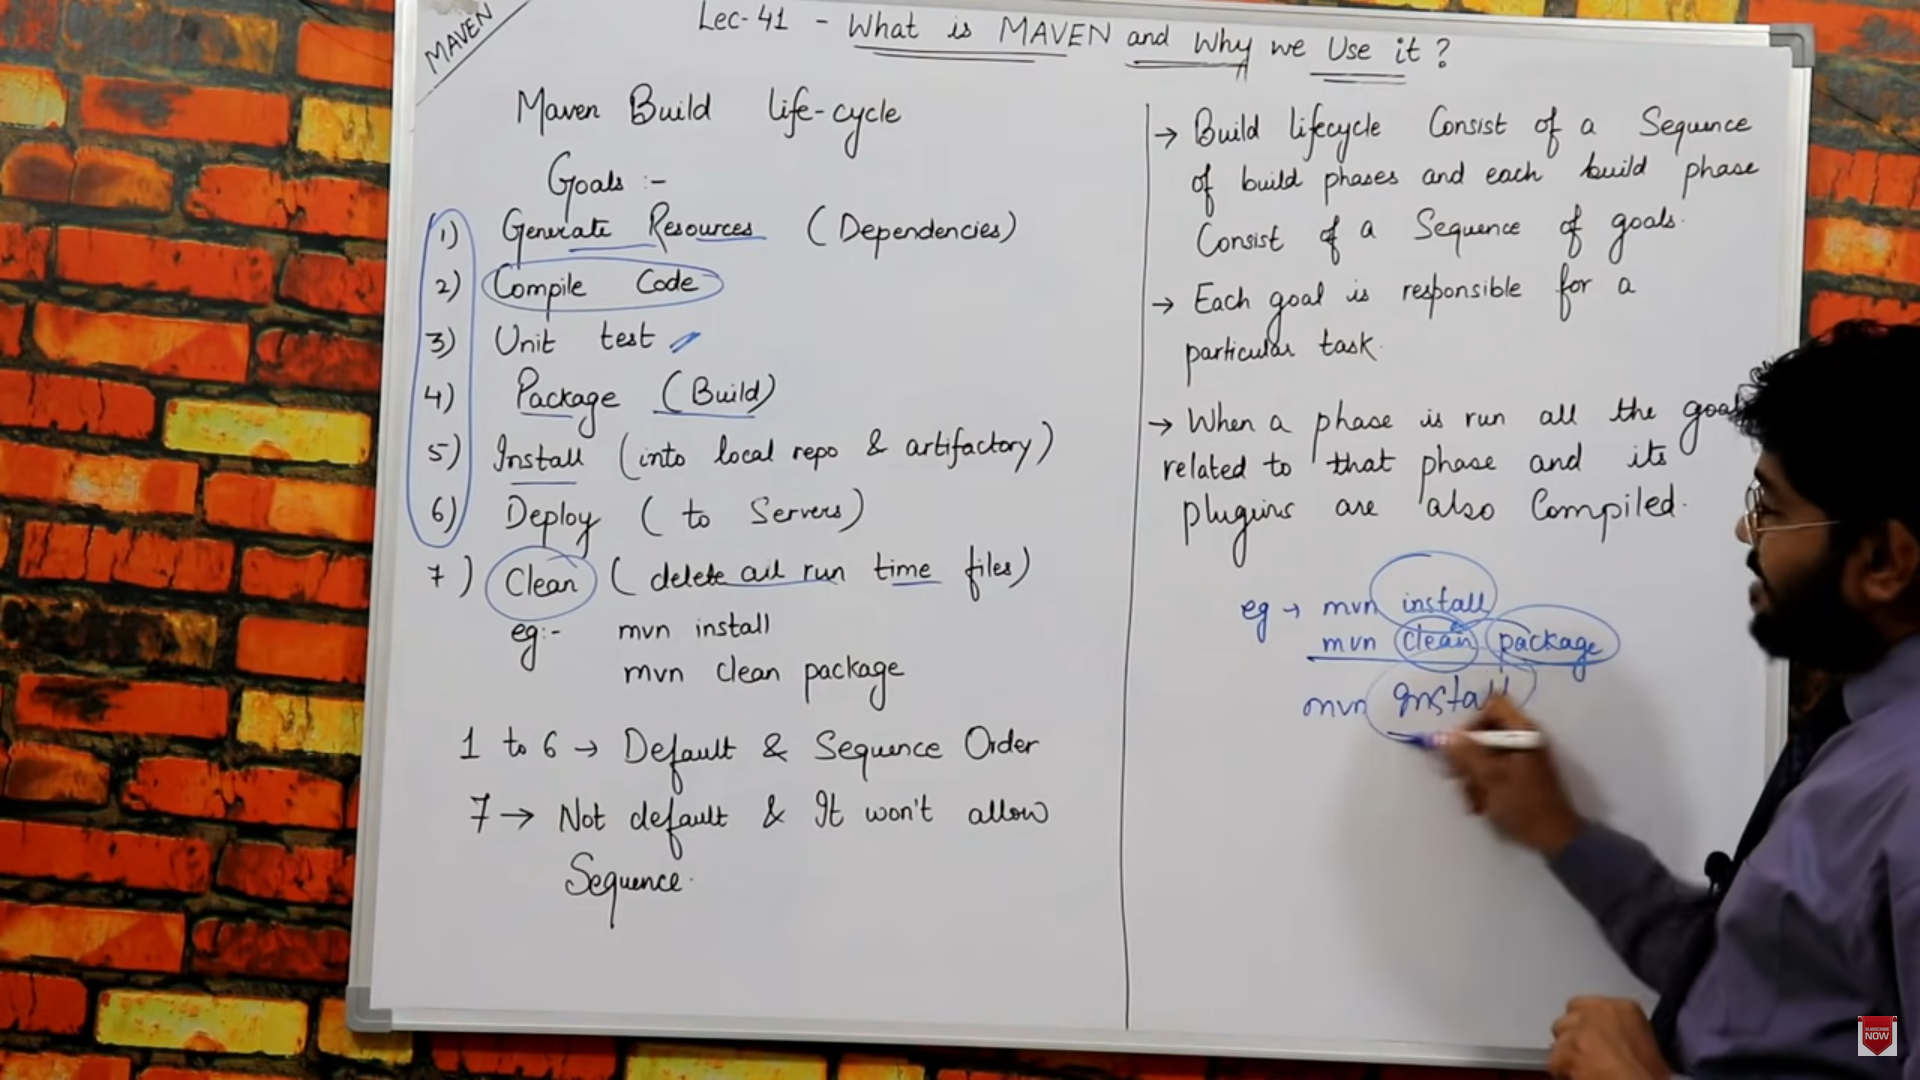 MAVEN
Lec-41 - What is MAVEN and Why we Use it?
Maven Build life-cycle
Goals :-
1) Generate Resources (Dependencies)
2) Compile Code
3) Unit test
4) Package (Build)
5) Install (into local repo & artifactory)
6) Deploy (to Servers)
7) Clean (delete all run time files)
eg:- mvn install
mvn clean package
1 to 6 → Default & Sequence Order
7 → Not default & It won't allow
Sequence.
→ Build lifecycle Consist of a Sequence
of build phases and each build phase
Consist of a Sequence of goals.
→ Each goal is responsible for a
particular task.
→ When a phase is run all the goal
related to that phase and its
plugins are also Compiled.
eg → mvn install
mvn clean package
mvn install
SUBSCRIBE
NOW